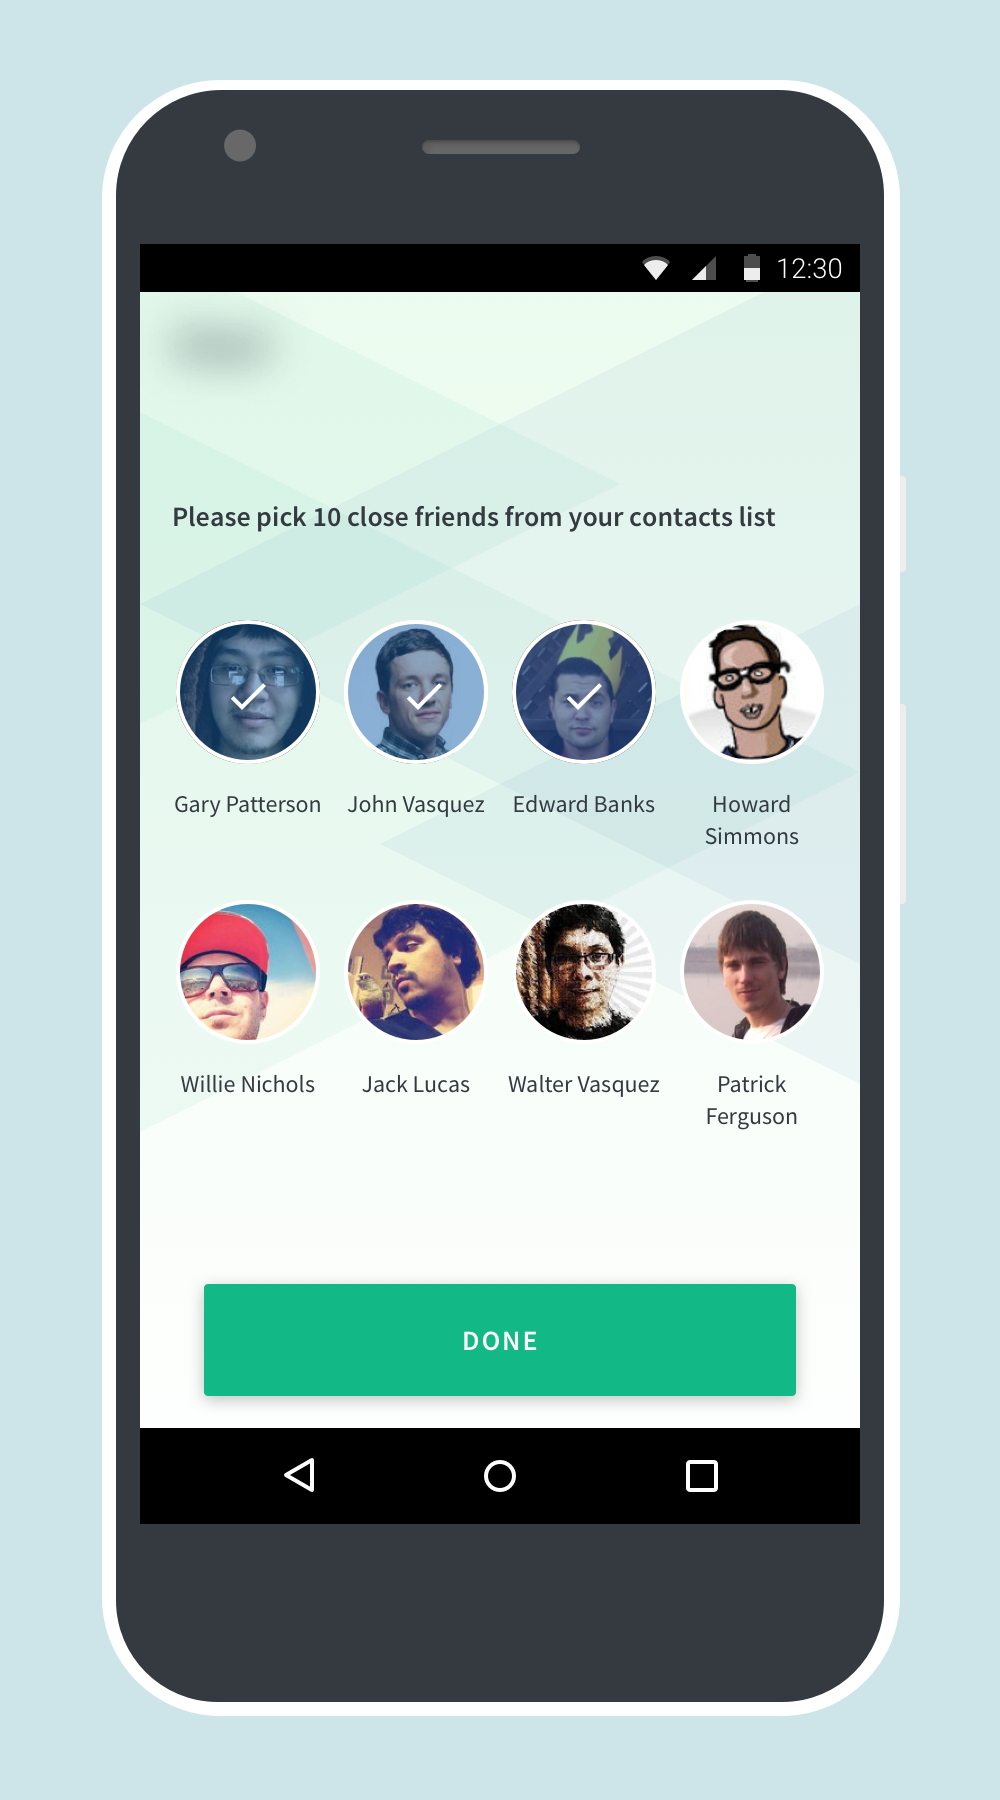 12:30
Please pick 10 close friends from your contacts list
Gary Patterson
John Vasquez
Edward Banks
Howard
Simmons
Willie Nichols
Jack Lucas
Walter Vasquez
Patrick
Ferguson
DONE